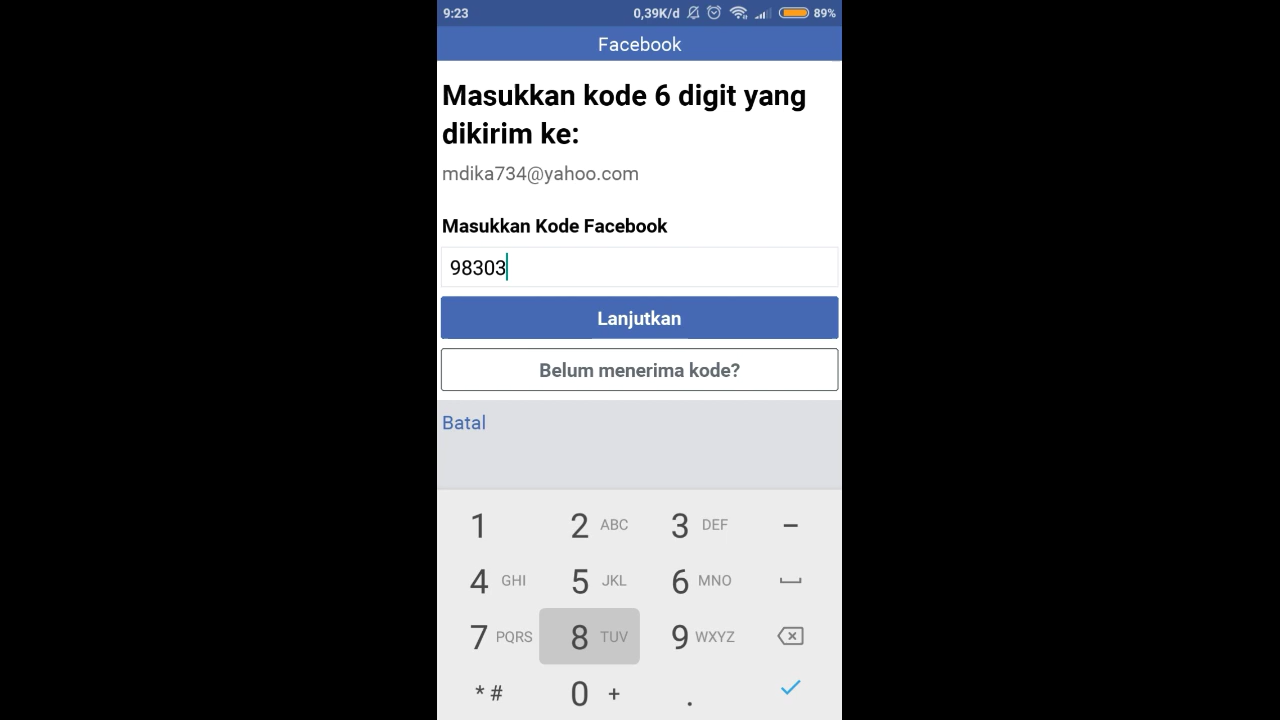 9:23 0,39K/d 89%
Facebook
Masukkan kode 6 digit yang
dikirim ke:
mdika734@yahoo.com
Masukkan Kode Facebook
98303
Lanjutkan
Belum menerima kode?
Batal
1 2 ABC 3 DEF -
4 GHI 5 JKL 6 MNO
7 PQRS 8 TUV 9 WXYZ
* # 0 + .